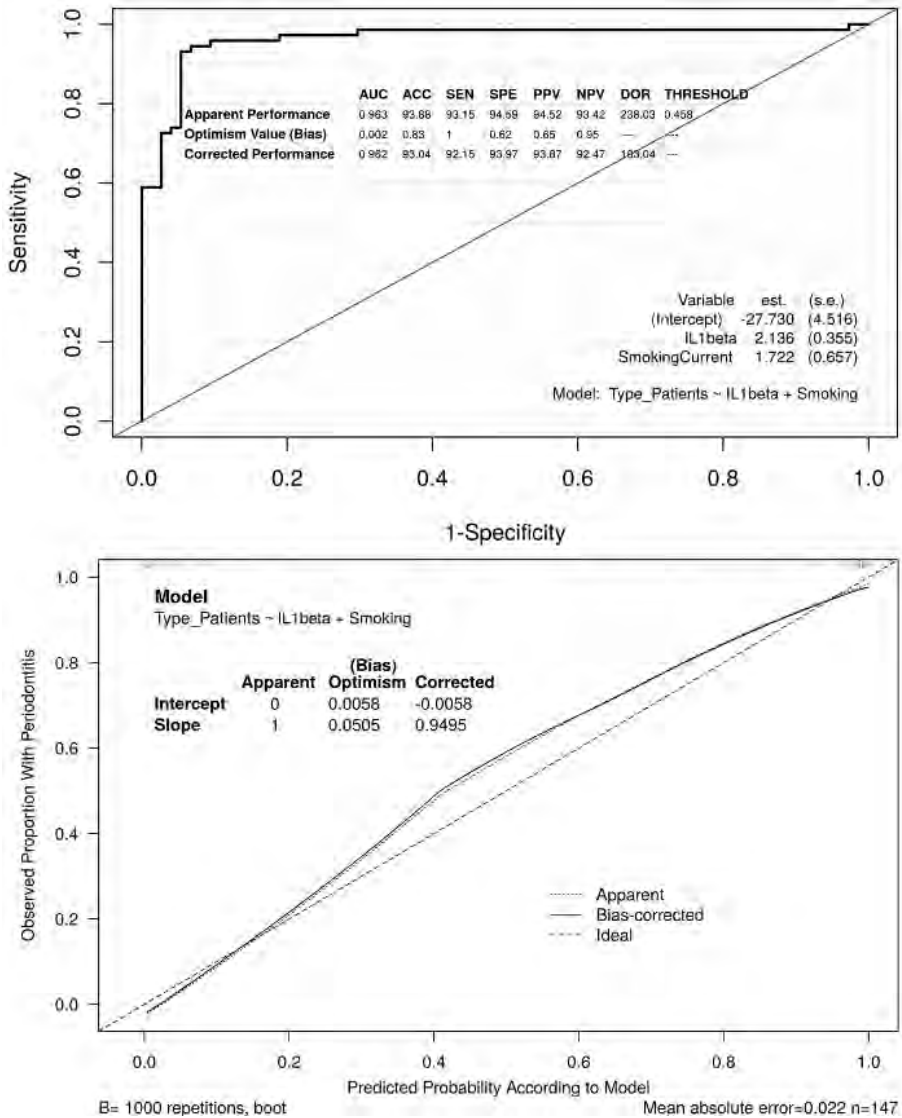 1.0
0.8
0.6
0.4
0.2
0.0
Sensitivity
AUC ACC SEN SPE PPV NPV DOR THRESHOLD
Apparent Performance 0.963 93.88 93.15 94.59 94.52 93.42 238.03 0.458
Optimism Value (Bias) 0.002 0.83 1 0.62 0.65 0.95 --- ---
Corrected Performance 0.962 93.04 92.15 93.97 93.87 92.47 183.04 ---
Variable est. (s.e.)
(Intercept) -27.730 (4.516)
IL1beta 2.136 (0.355)
SmokingCurrent 1.722 (0.657)
Model: Type_Patients ~ IL1beta + Smoking
0.0 0.2 0.4 0.6 0.8 1.0
1-Specificity
1.0
0.8
0.6
0.4
0.2
0.0
Observed Proportion With Periodontitis
Model
Type_Patients ~ IL1beta + Smoking
(Bias)
Apparent Optimism Corrected
Intercept 0 0.0058 -0.0058
Slope 1 0.0505 0.9495
Apparent
Bias-corrected
Ideal
0.0 0.2 0.4 0.6 0.8 1.0
Predicted Probability According to Model
B= 1000 repetitions, boot Mean absolute error=0.022 n=147